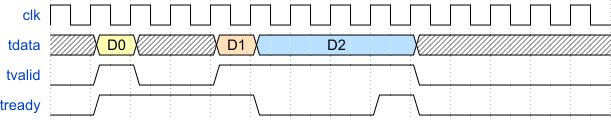 clk
tdata D0 D1 D2
tvalid
tready